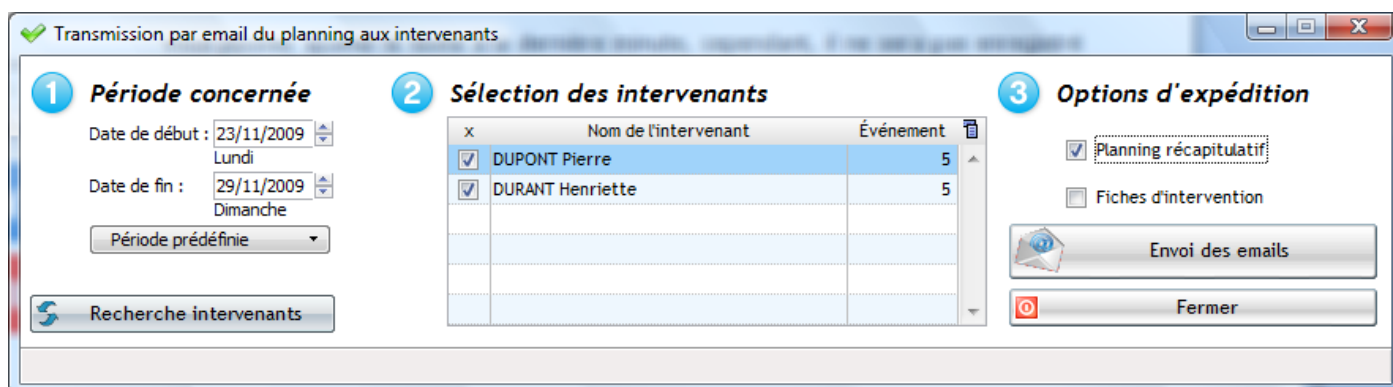 Transmission par email du planning aux intervenants
1 Période concernée
Date de début : 23/11/2009
Lundi
Date de fin : 29/11/2009
Dimanche
Période prédéfinie
Recherche intervenants
2 Sélection des intervenants
x Nom de l'intervenant Événement
DUPONT Pierre 5
DURANT Henriette 5
3 Options d'expédition
Planning récapitulatif
Fiches d'intervention
Envoi des emails
Fermer